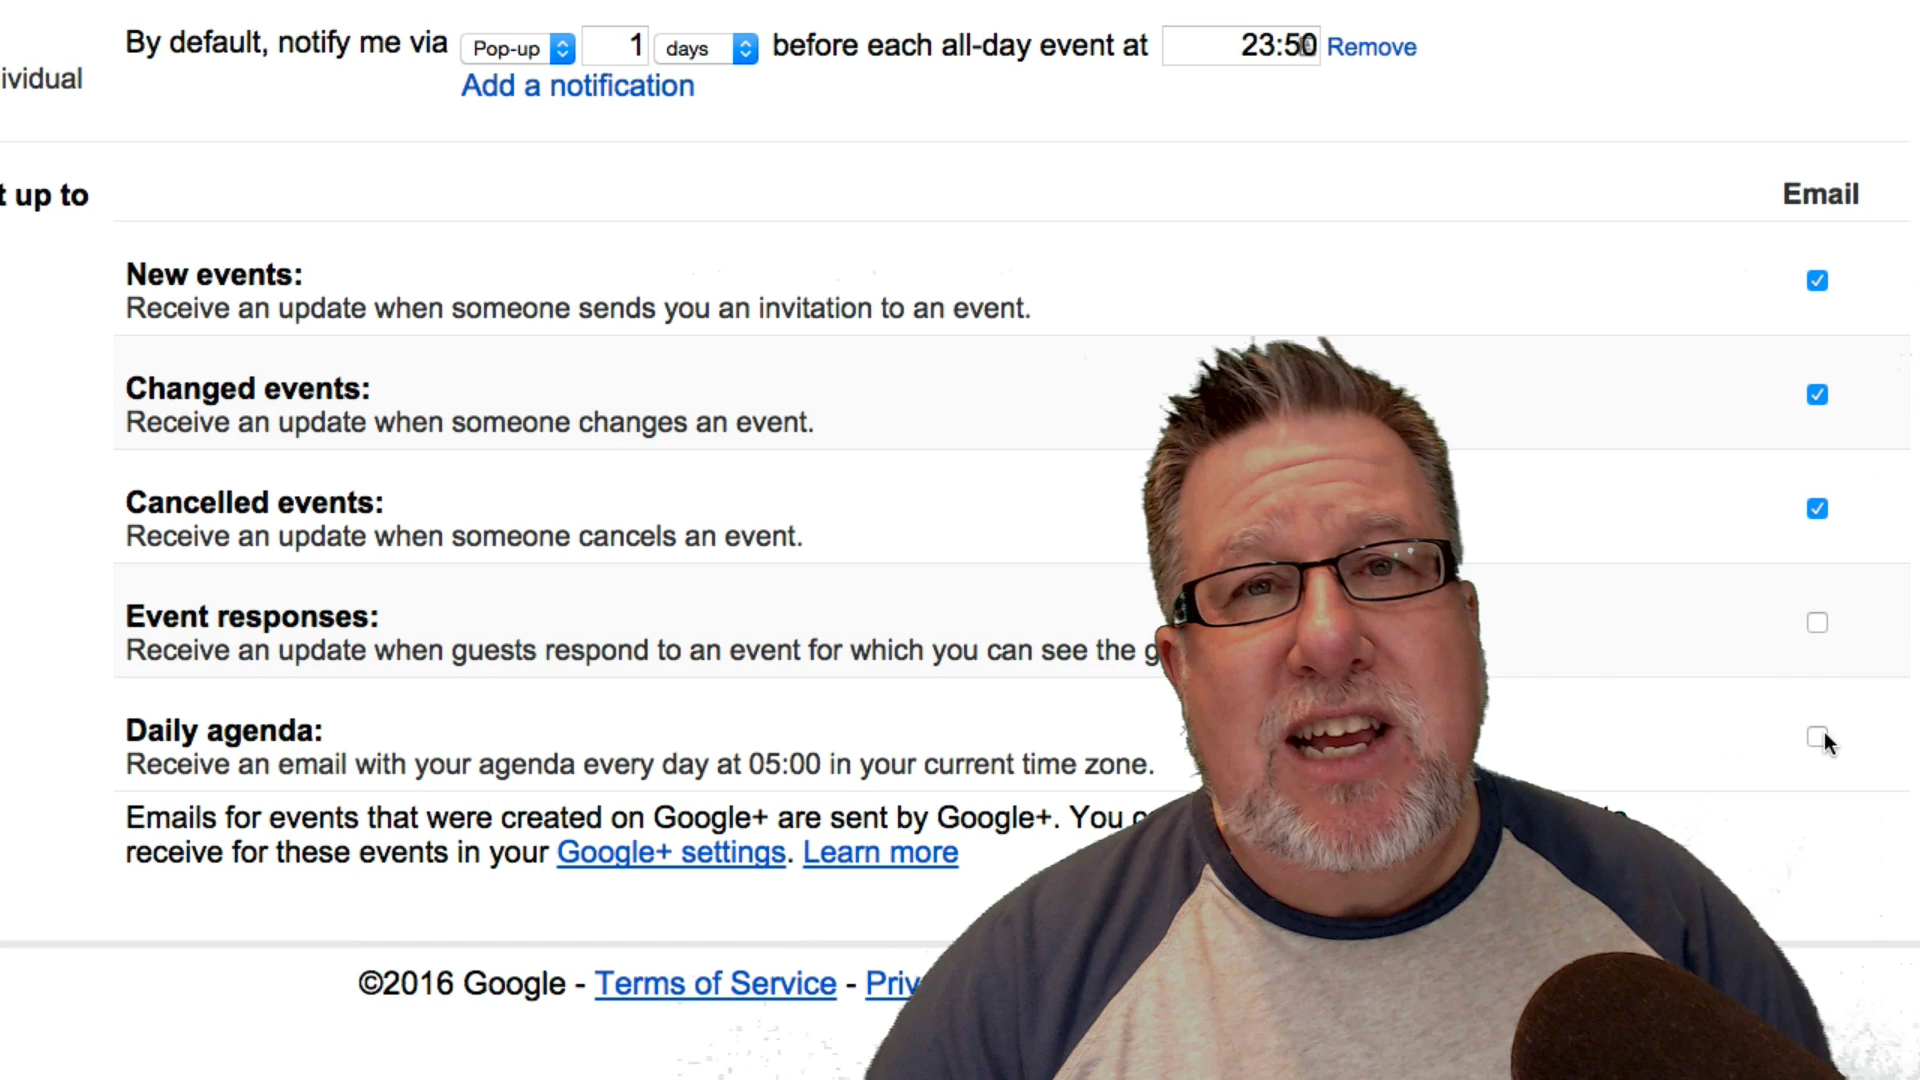 By default, notify me via Pop-up 1 days before each all-day event at 23:50 Remove
ividual
Add a notification
t up to
Email
New events:
Receive an update when someone sends you an invitation to an event.
Changed events:
Receive an update when someone changes an event.
Cancelled events:
Receive an update when someone cancels an event.
Event responses:
Receive an update when guests respond to an event for which you can see the g
Daily agenda:
Receive an email with your agenda every day at 05:00 in your current time zone.
Emails for events that were created on Google+ are sent by Google+. You
receive for these events in your Google+ settings. Learn more
©2016 Google - Terms of Service - Priv